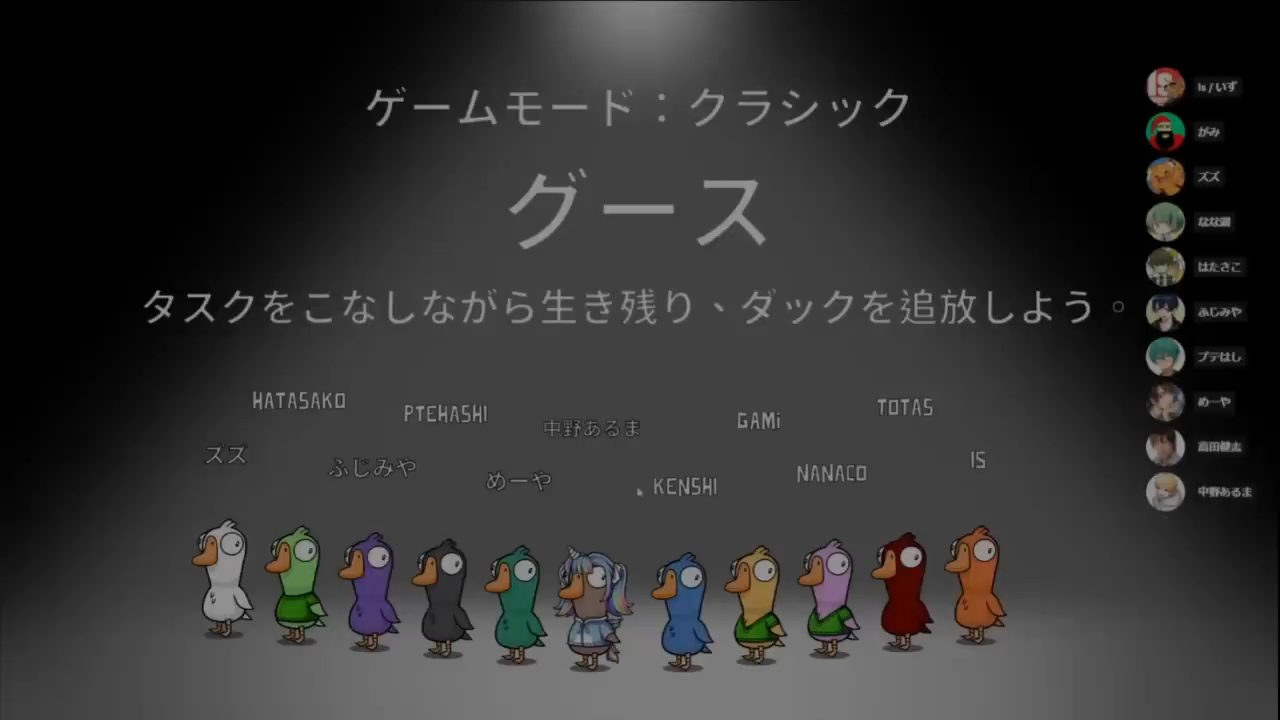 ゲームモード：クラシック
グース
タスクをこなしながら生き残り、ダックを追放しよう。
HATASAKO
PTEHASHI
中野あるま
GAMi
TOTAS
ズズ
ふじみや
めーや
KENSHI
NANACO
IS
Is / いず
がみ
ズズ
なな湖
はたさこ
ふじみや
プテはし
めーや
高田健志
中野あるま